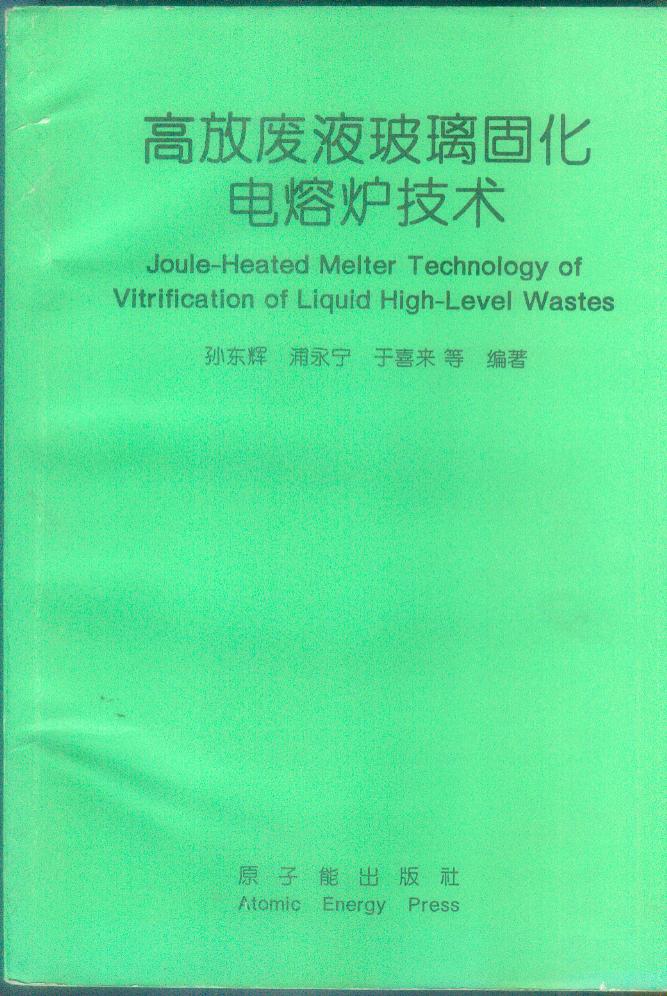 高放废液玻璃固化
电熔炉技术
Joule-Heated Melter Technology of
Vitrification of Liquid High-Level Wastes
孙东辉 浦永宁 于喜来 等 编著
原子能出版社
Atomic Energy Press